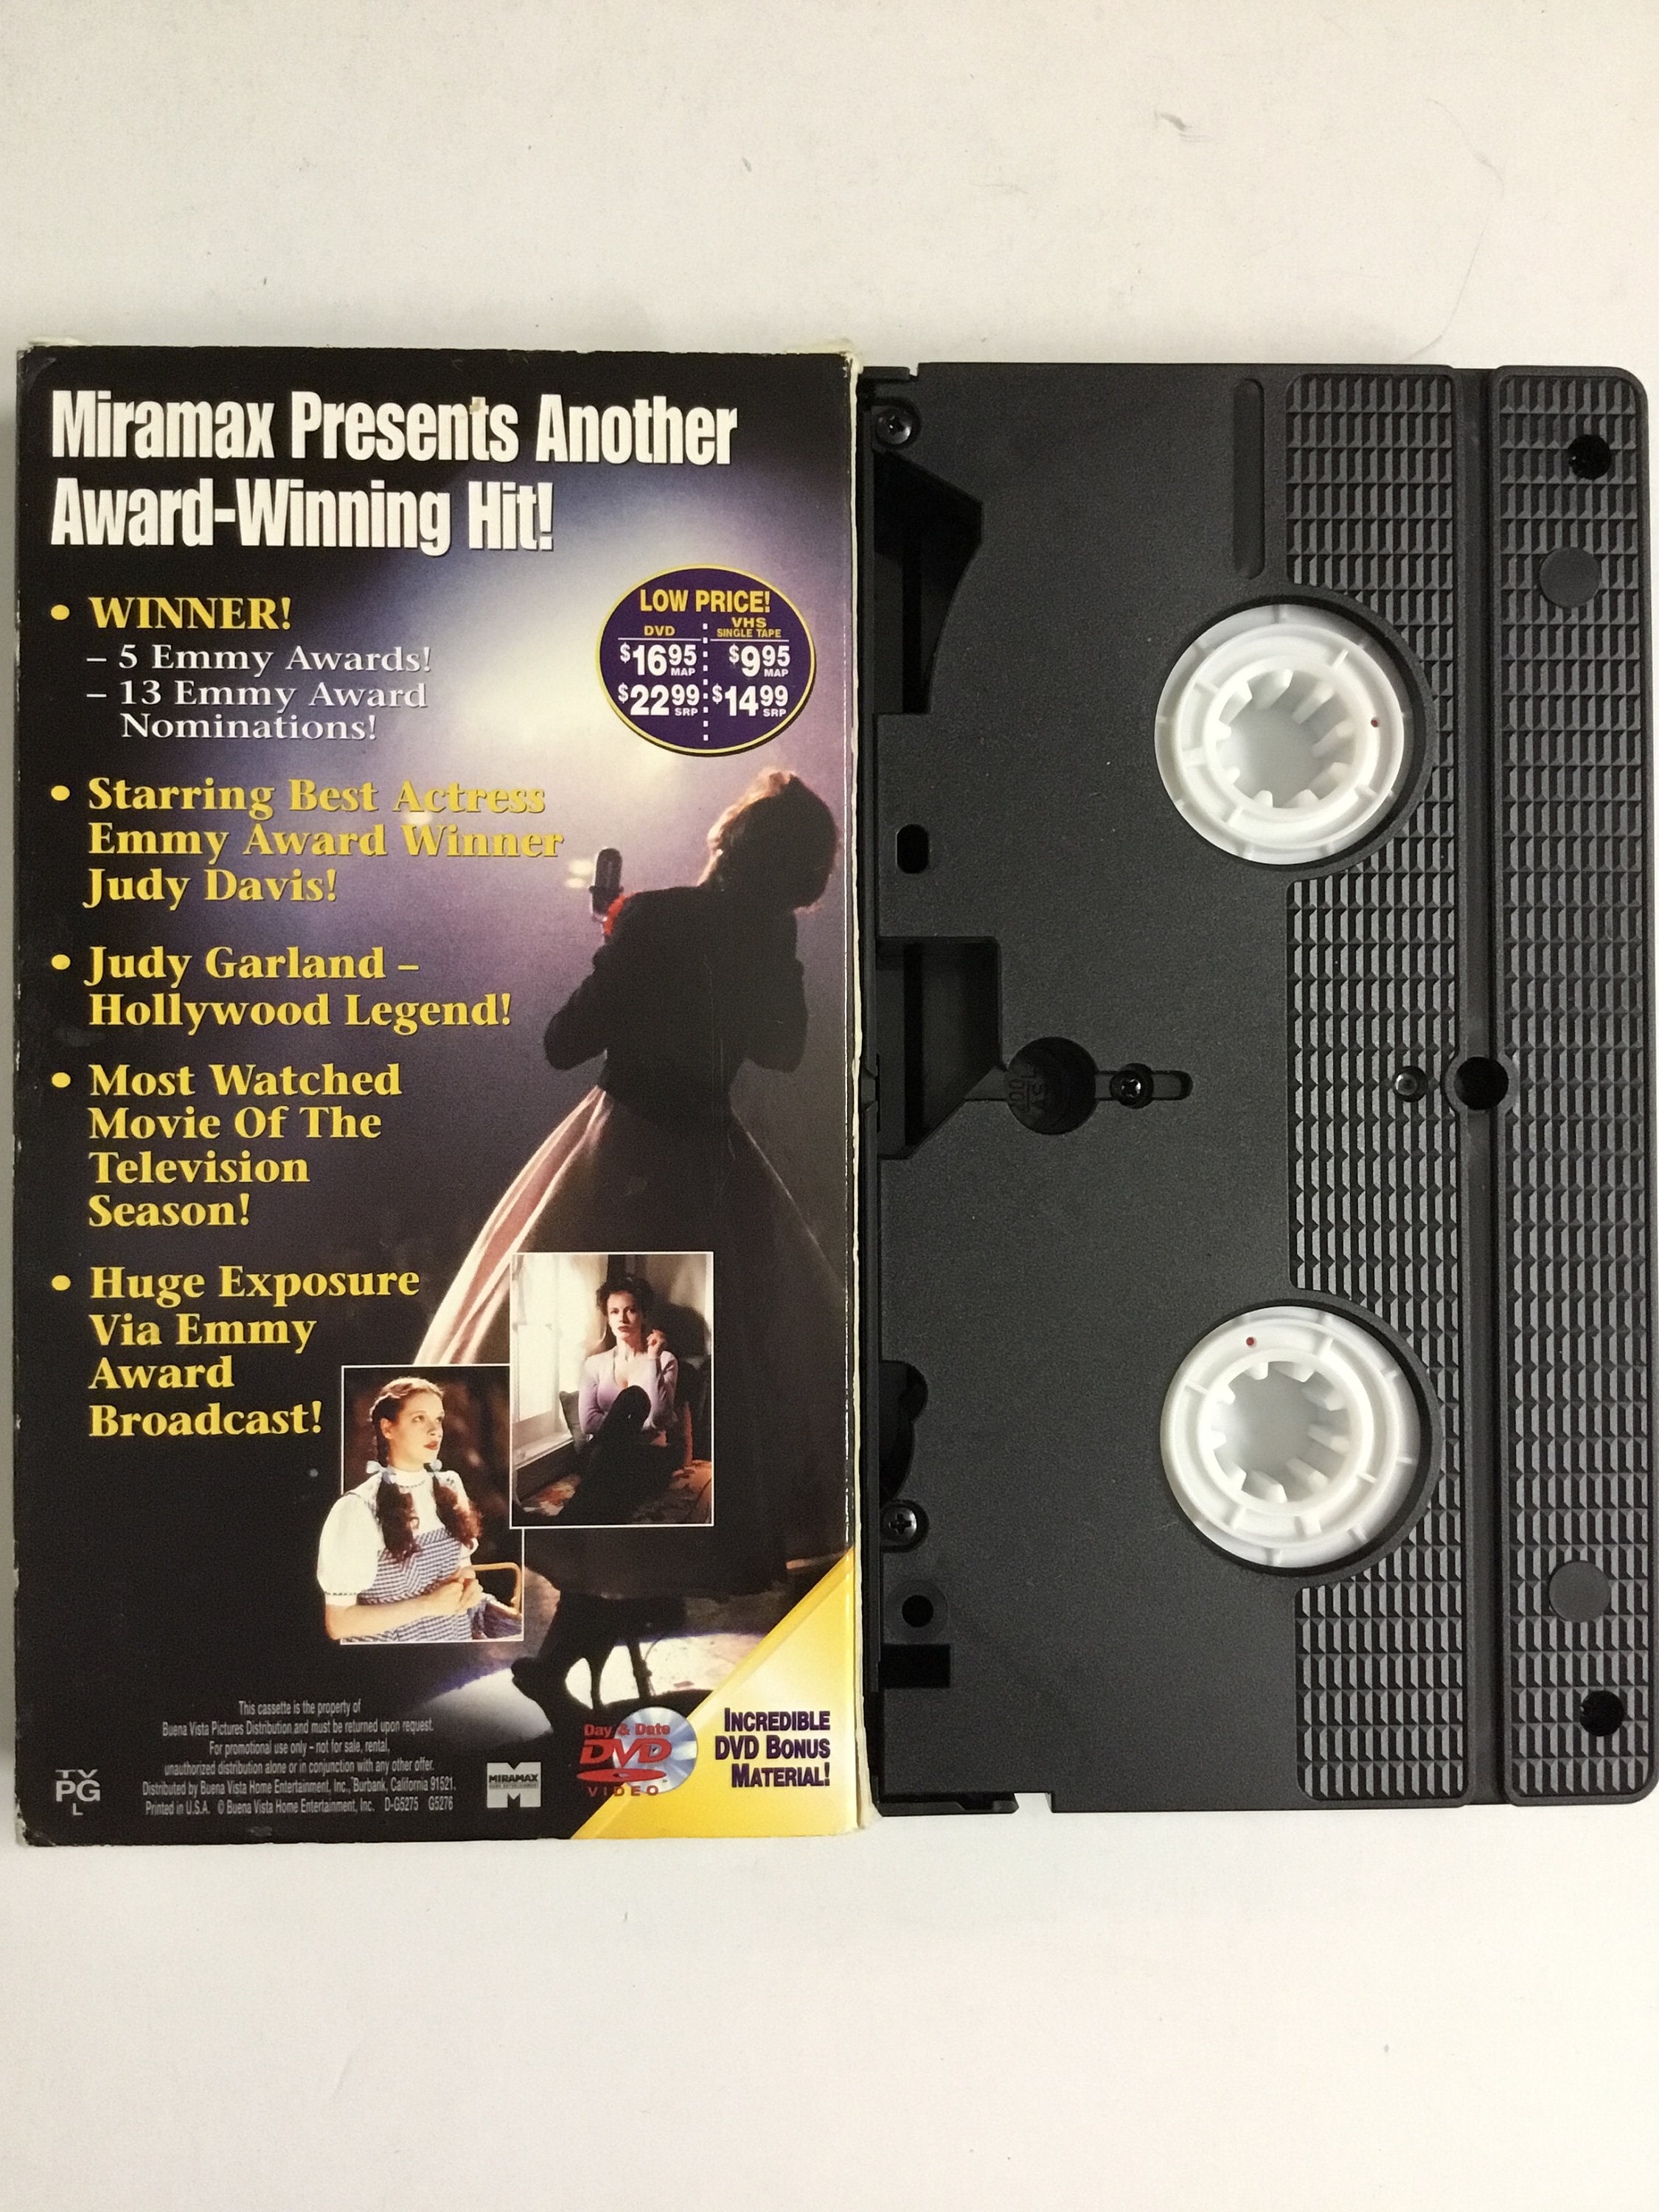 Miramax Presents Another
Award-Winning Hit!
• WINNER!
– 5 Emmy Awards!
– 13 Emmy Award
Nominations!
LOW PRICE!
DVD
VHS
SINGLE TAPE
$16.95 MAP
$9.95 MAP
$22.99 SRP
$14.99 SRP
• Starring Best Actress
Emmy Award Winner
Judy Davis!
• Judy Garland –
Hollywood Legend!
• Most Watched
Movie Of The
Television
Season!
• Huge Exposure
Via Emmy
Award
Broadcast!
This cassette is the property of
Buena Vista Pictures Distribution and must be returned upon request.
For promotional use only – not for sale, rental,
unauthorized distribution alone or in conjunction with any other offer.
Distributed by Buena Vista Home Entertainment, Inc., Burbank, California 91521.
Printed in U.S.A. © Buena Vista Home Entertainment, Inc. D-G5275 G5276
TV
PG
L
MIRAMAX
Day & Date
DVD
VIDEO
INCREDIBLE
DVD BONUS
MATERIAL!